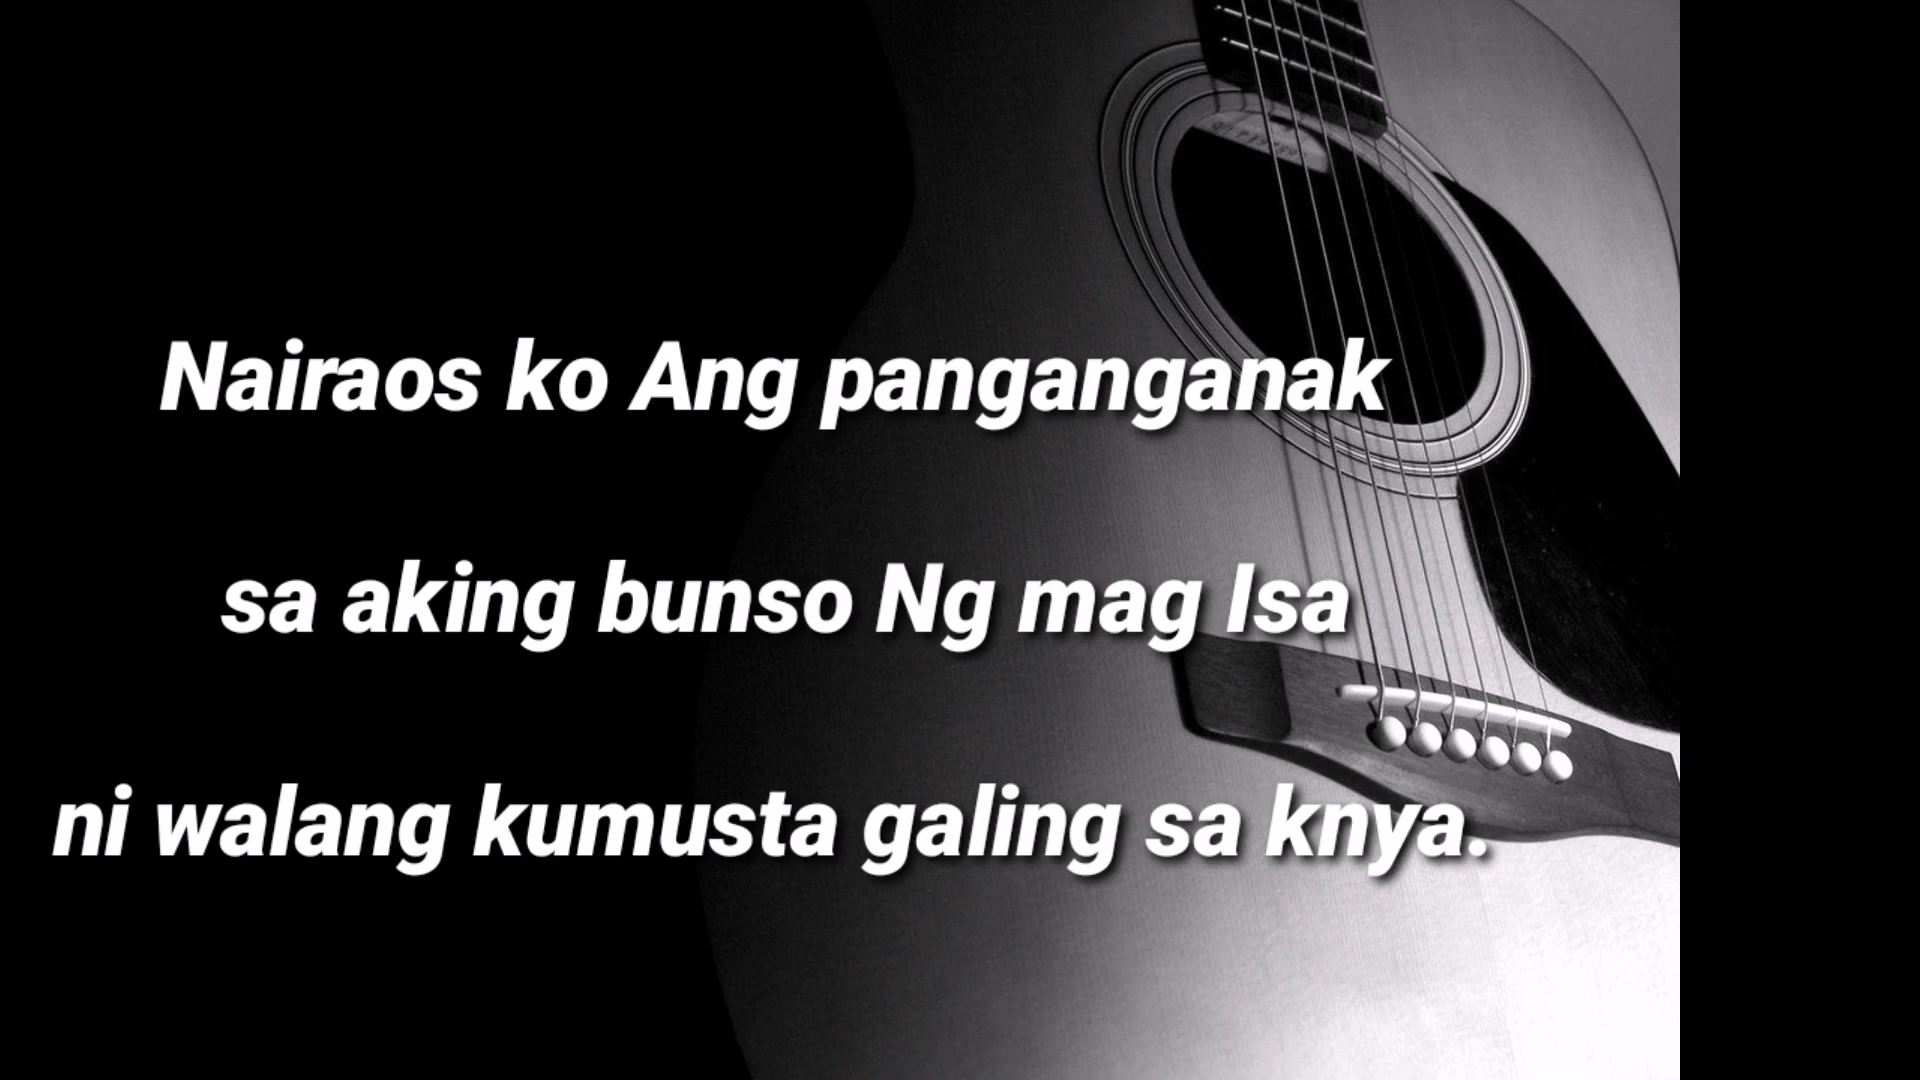 Nairaos ko Ang panganganak
sa aking bunso Ng mag Isa
ni walang kumusta galing sa knya.